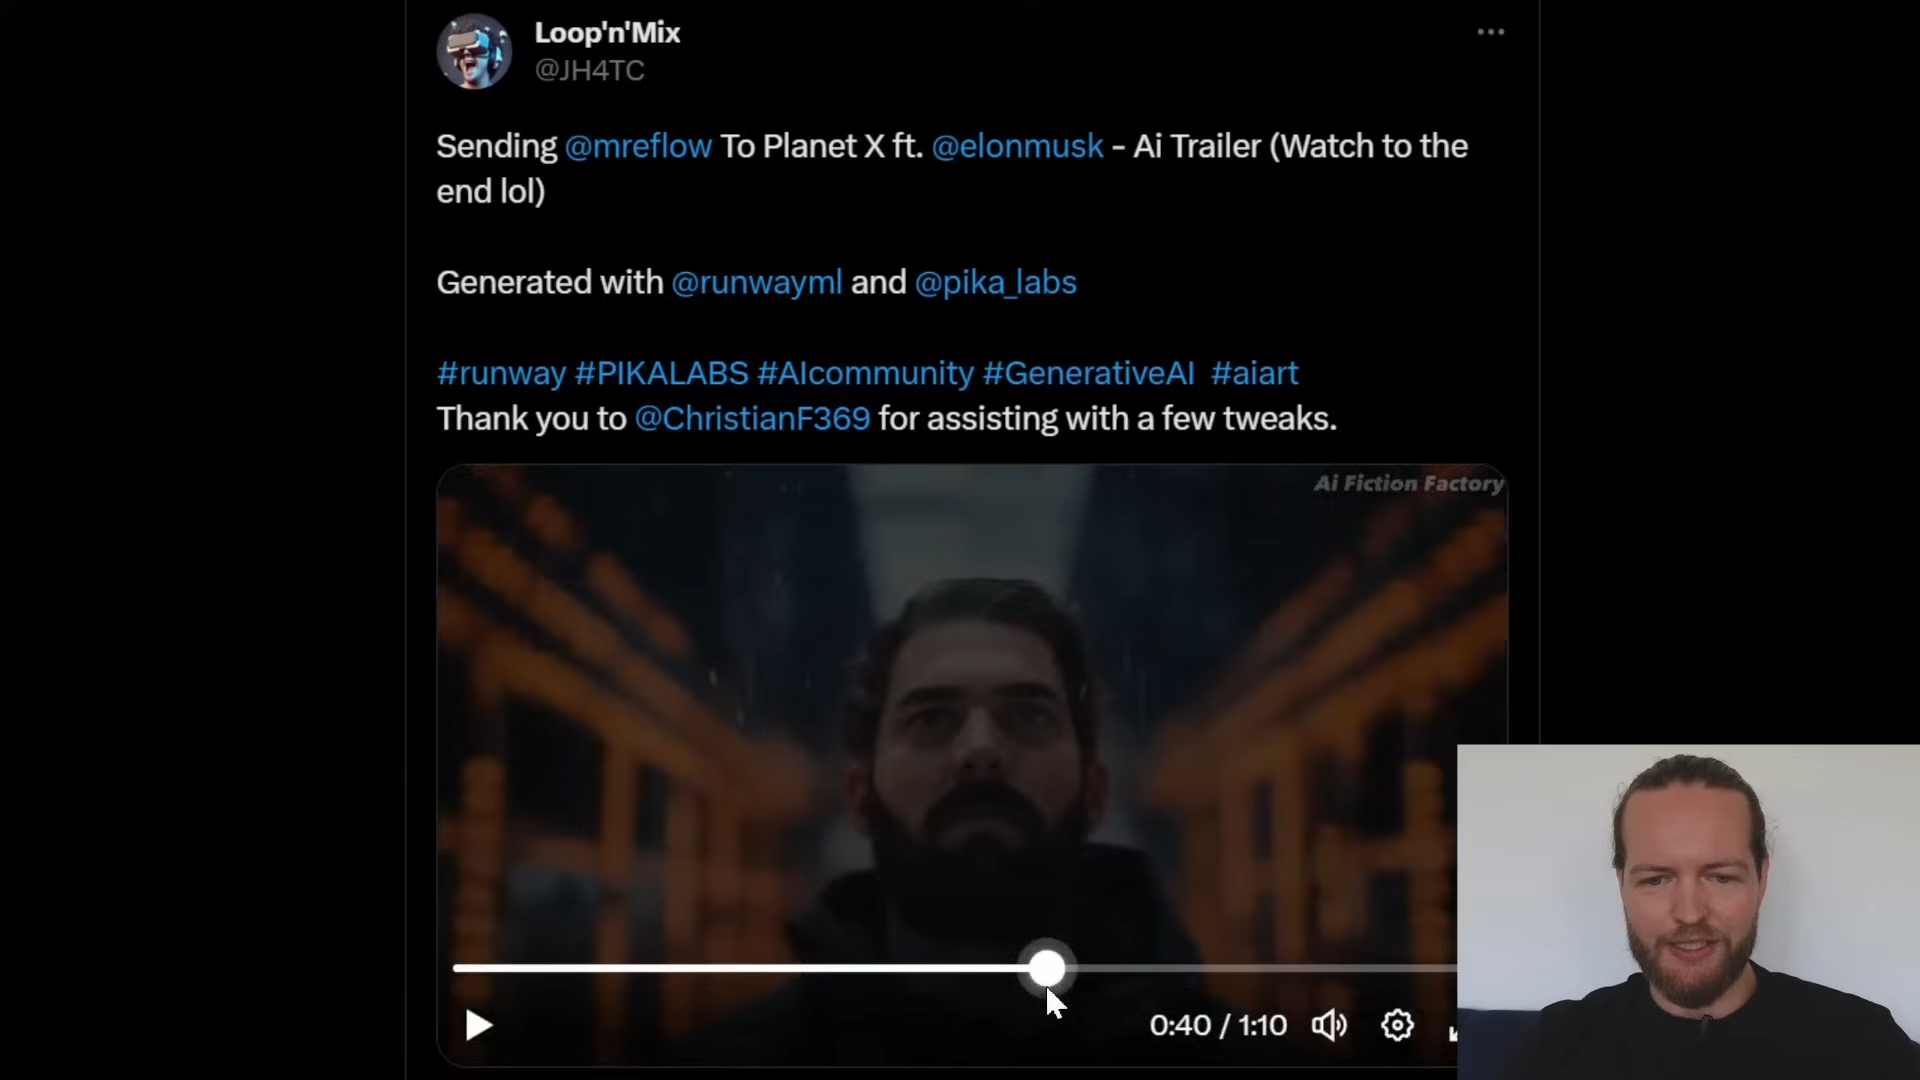 Loop'n'Mix
@JH4TC
Sending @mreflow To Planet X ft. @elonmusk - Ai Trailer (Watch to the
end lol)
Generated with @runwayml and @pika_labs
#runway #PIKALABS #AIcommunity #GenerativeAI #aiart
Thank you to @ChristianF369 for assisting with a few tweaks.
Ai Fiction Factory
0:40 / 1:10